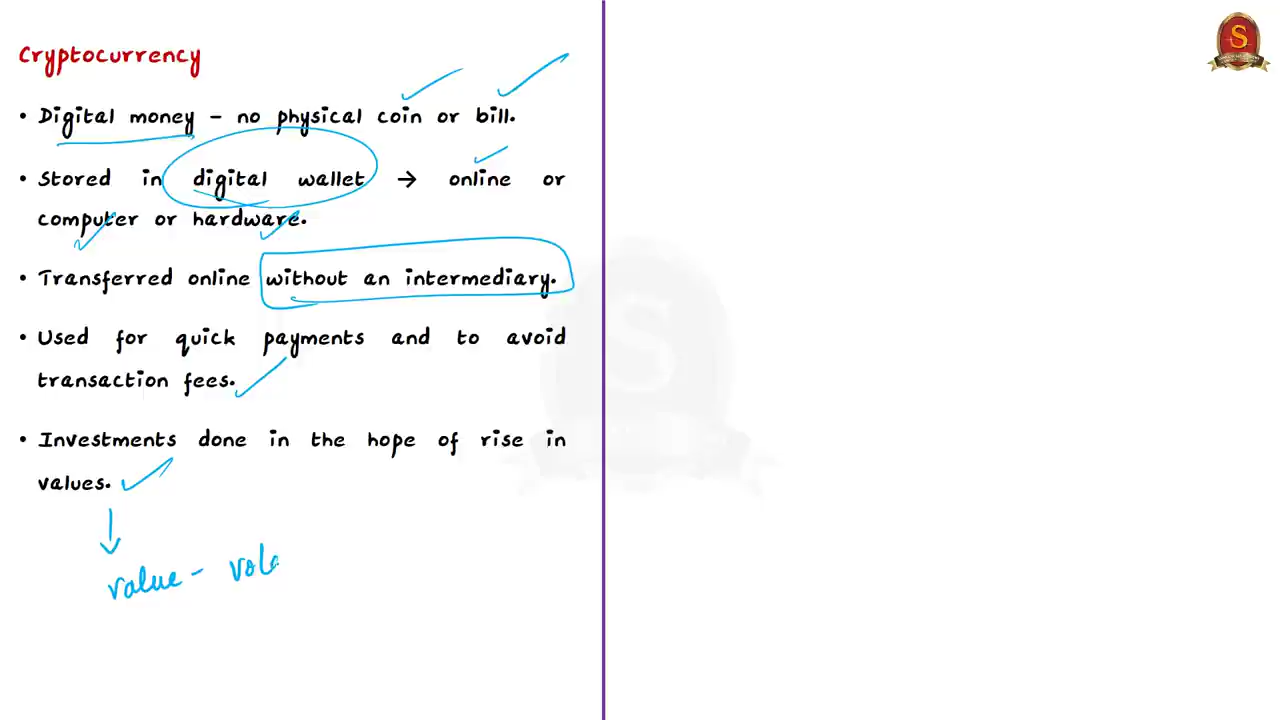 Cryptocurrency
• Digital money – no physical coin or bill.
• Stored in digital wallet → online or
computer or hardware.
• Transferred online without an intermediary.
• Used for quick payments and to avoid
transaction fees.
• Investments done in the hope of rise in
values.
↓
value - vola
S
S